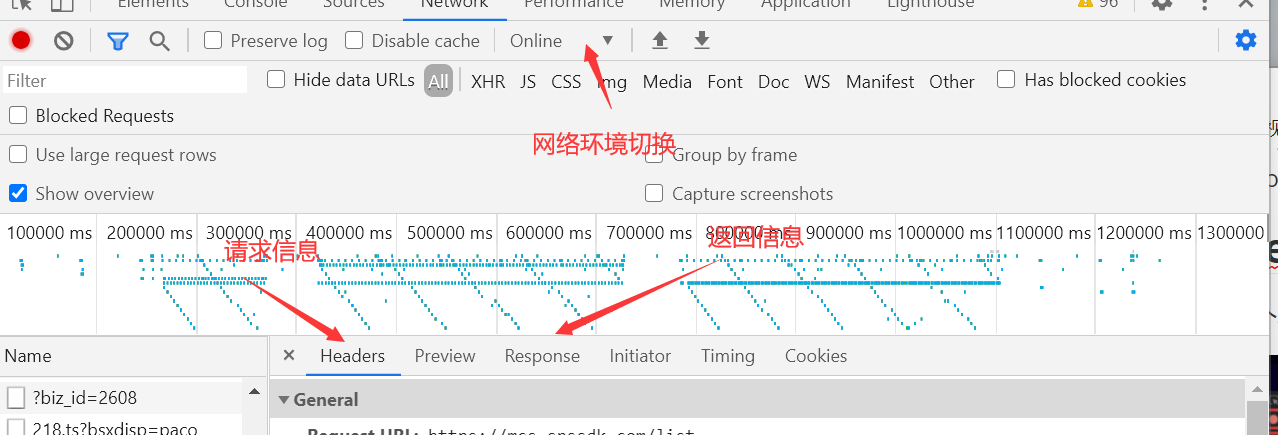 Elements Console Sources Network Performance Memory Application Lighthouse 96
Preserve log Disable cache Online
Filter Hide data URLs All XHR JS CSS Img Media Font Doc WS Manifest Other Has blocked cookies
Blocked Requests
网络环境切换
Use large request rows Group by frame
Show overview Capture screenshots
100000 ms 200000 ms 300000 ms 400000 ms 500000 ms 600000 ms 700000 ms 800000 ms 900000 ms 1000000 ms 1100000 ms 1200000 ms 1300000
请求信息 返回信息
Name × Headers Preview Response Initiator Timing Cookies
?biz_id=2608 General
218.ts?bsxdisp=paco
Request URL: